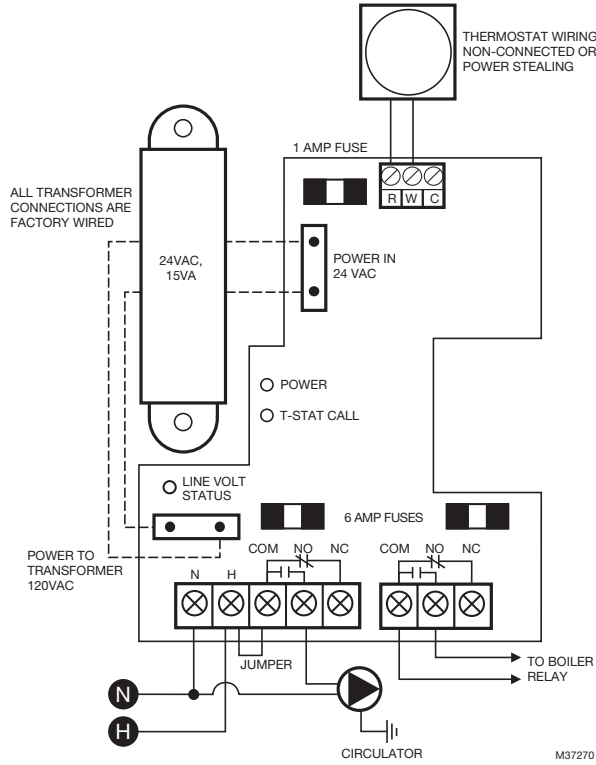 THERMOSTAT WIRING
NON-CONNECTED OR
POWER STEALING
1 AMP FUSE
R W C
ALL TRANSFORMER
CONNECTIONS ARE
FACTORY WIRED
24VAC,
15VA
POWER IN
24 VAC
POWER
T-STAT CALL
LINE VOLT
STATUS
6 AMP FUSES
POWER TO
TRANSFORMER
120VAC
N H COM NO NC
COM NO NC
JUMPER
TO BOILER
RELAY
N
H
CIRCULATOR
M37270